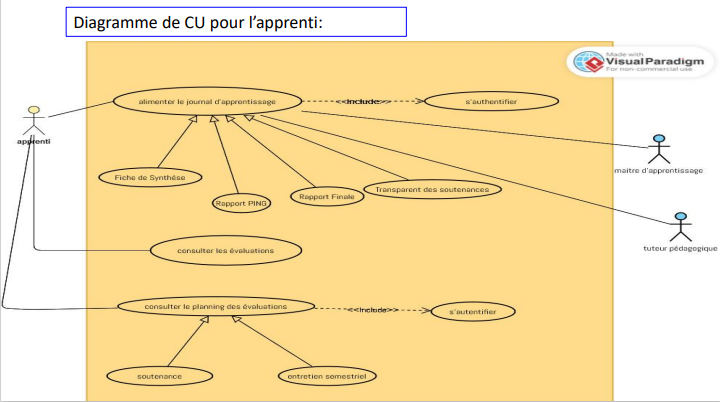 Diagramme de CU pour l'apprenti:
Made with
Visual Paradigm
For non-commercial use
alimenter le journal d'apprentissage
<<Include>>
s'authentifier
apprenti
maitre d'apprentissage
Fiche de Synthése
Rapport PING
Rapport Finale
Transparent des soutenances
tuteur pédagogique
consulter les évaluations
consulter le planning des évaluations
<<Include>>
s'autentifier
soutenance
entretien semestriel